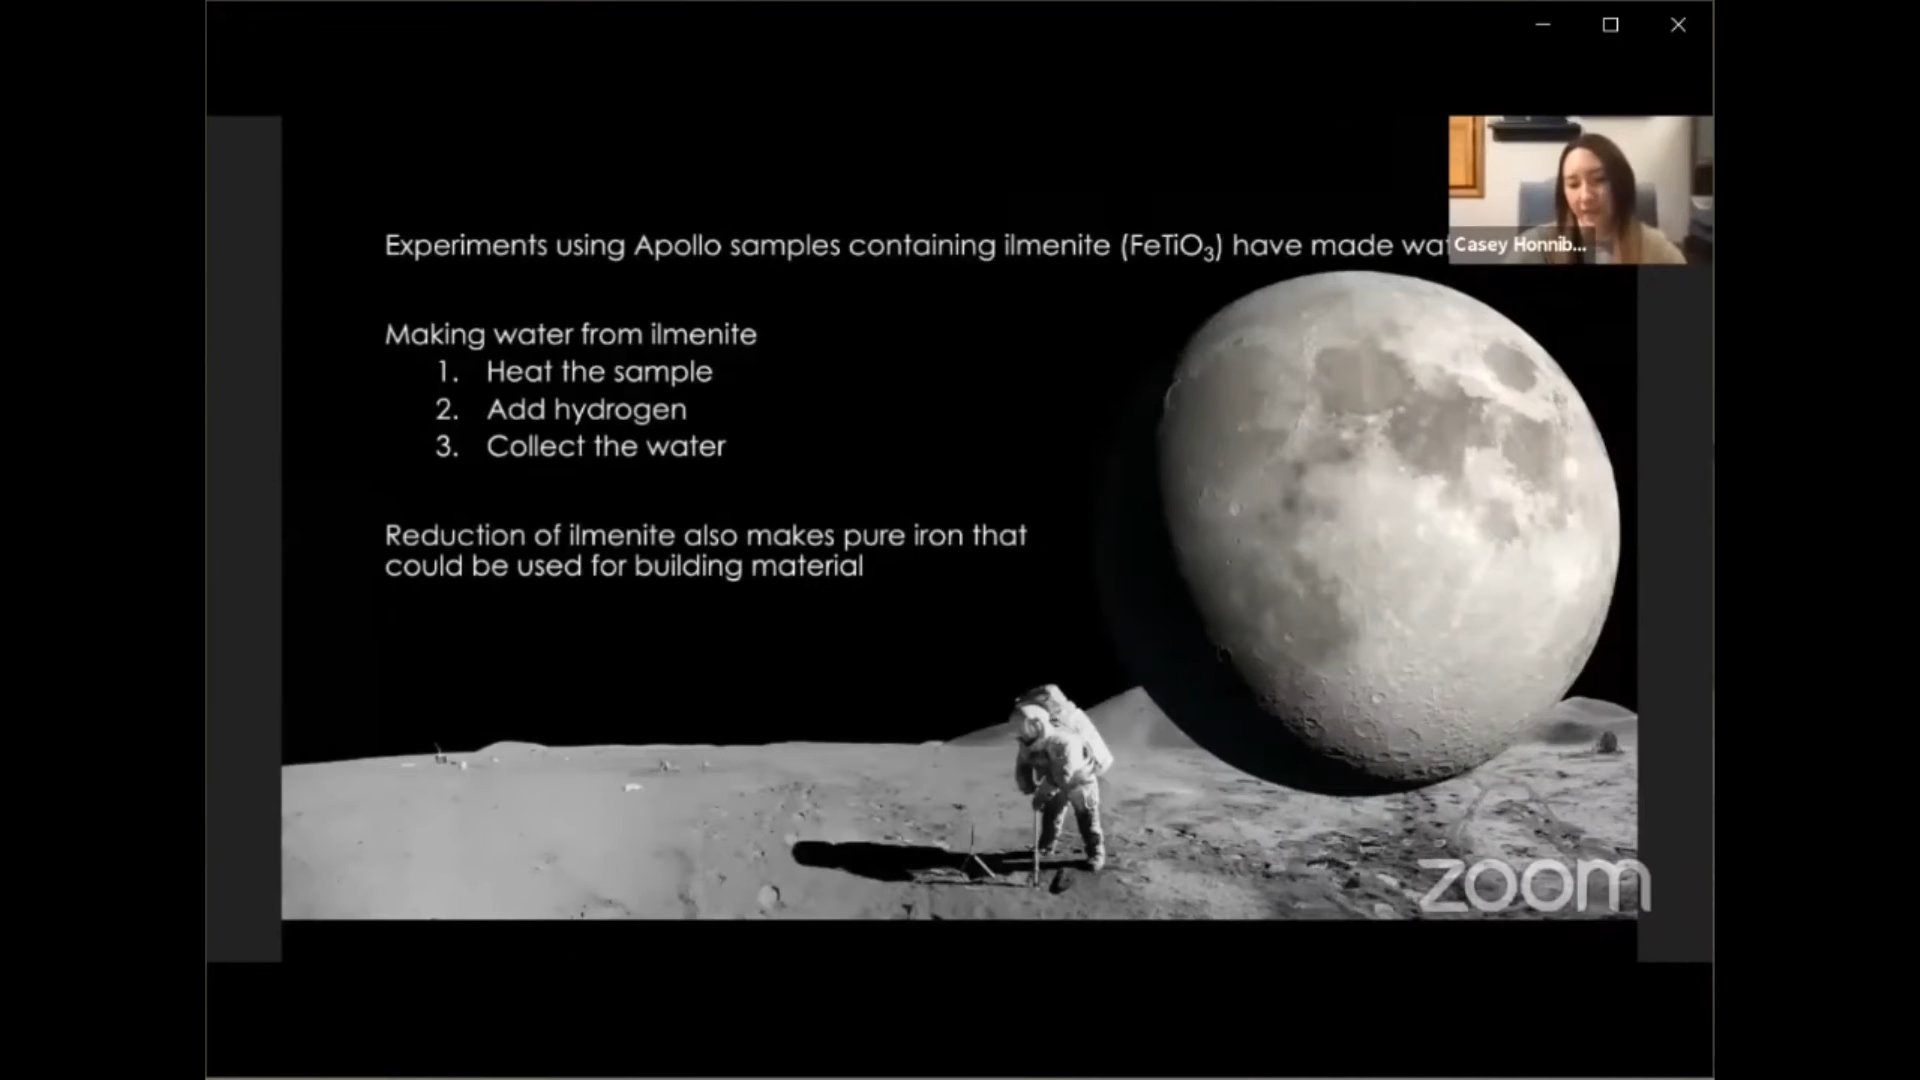 Experiments using Apollo samples containing ilmenite (FeTiO₃) have made
Casey Honnib...
Making water from ilmenite
1. Heat the sample
2. Add hydrogen
3. Collect the water
Reduction of ilmenite also makes pure iron that
could be used for building material
zoom